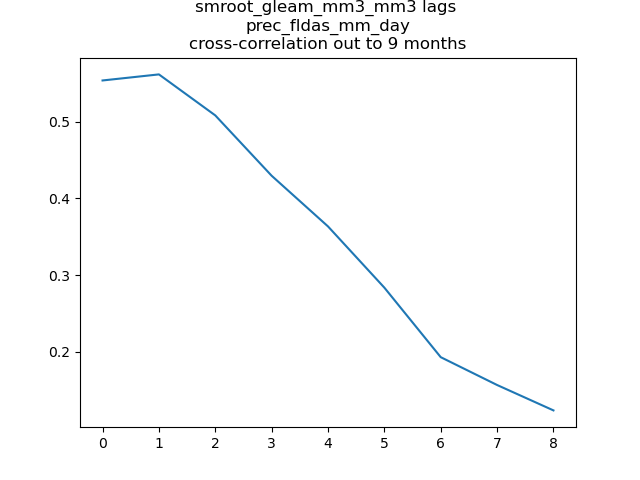 smroot_gleam_mm3_mm3 lags
prec_fldas_mm_day
cross-correlation out to 9 months
0.5
0.4
0.3
0.2
0 1 2 3 4 5 6 7 8